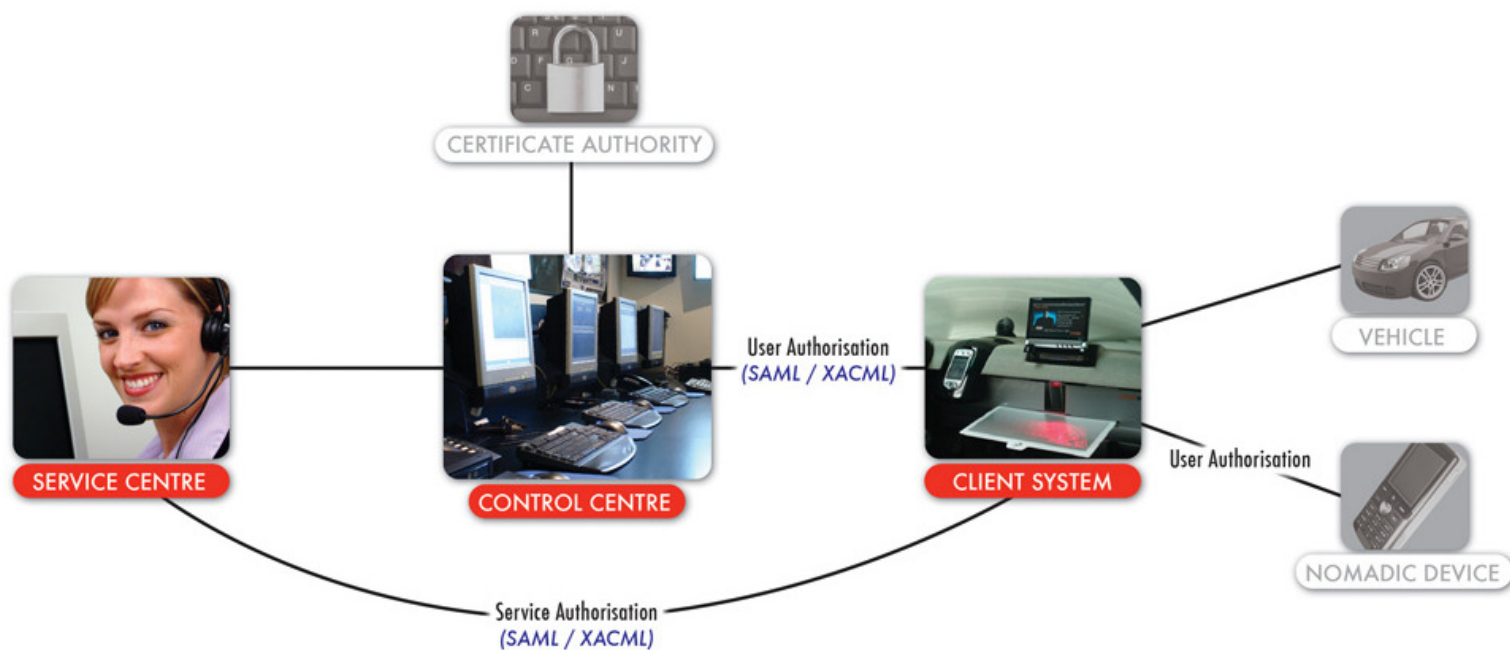 CERTIFICATE AUTHORITY
SERVICE CENTRE
CONTROL CENTRE
User Authorisation
(SAML / XACML)
CLIENT SYSTEM
VEHICLE
User Authorisation
NOMADIC DEVICE
Service Authorisation
(SAML / XACML)